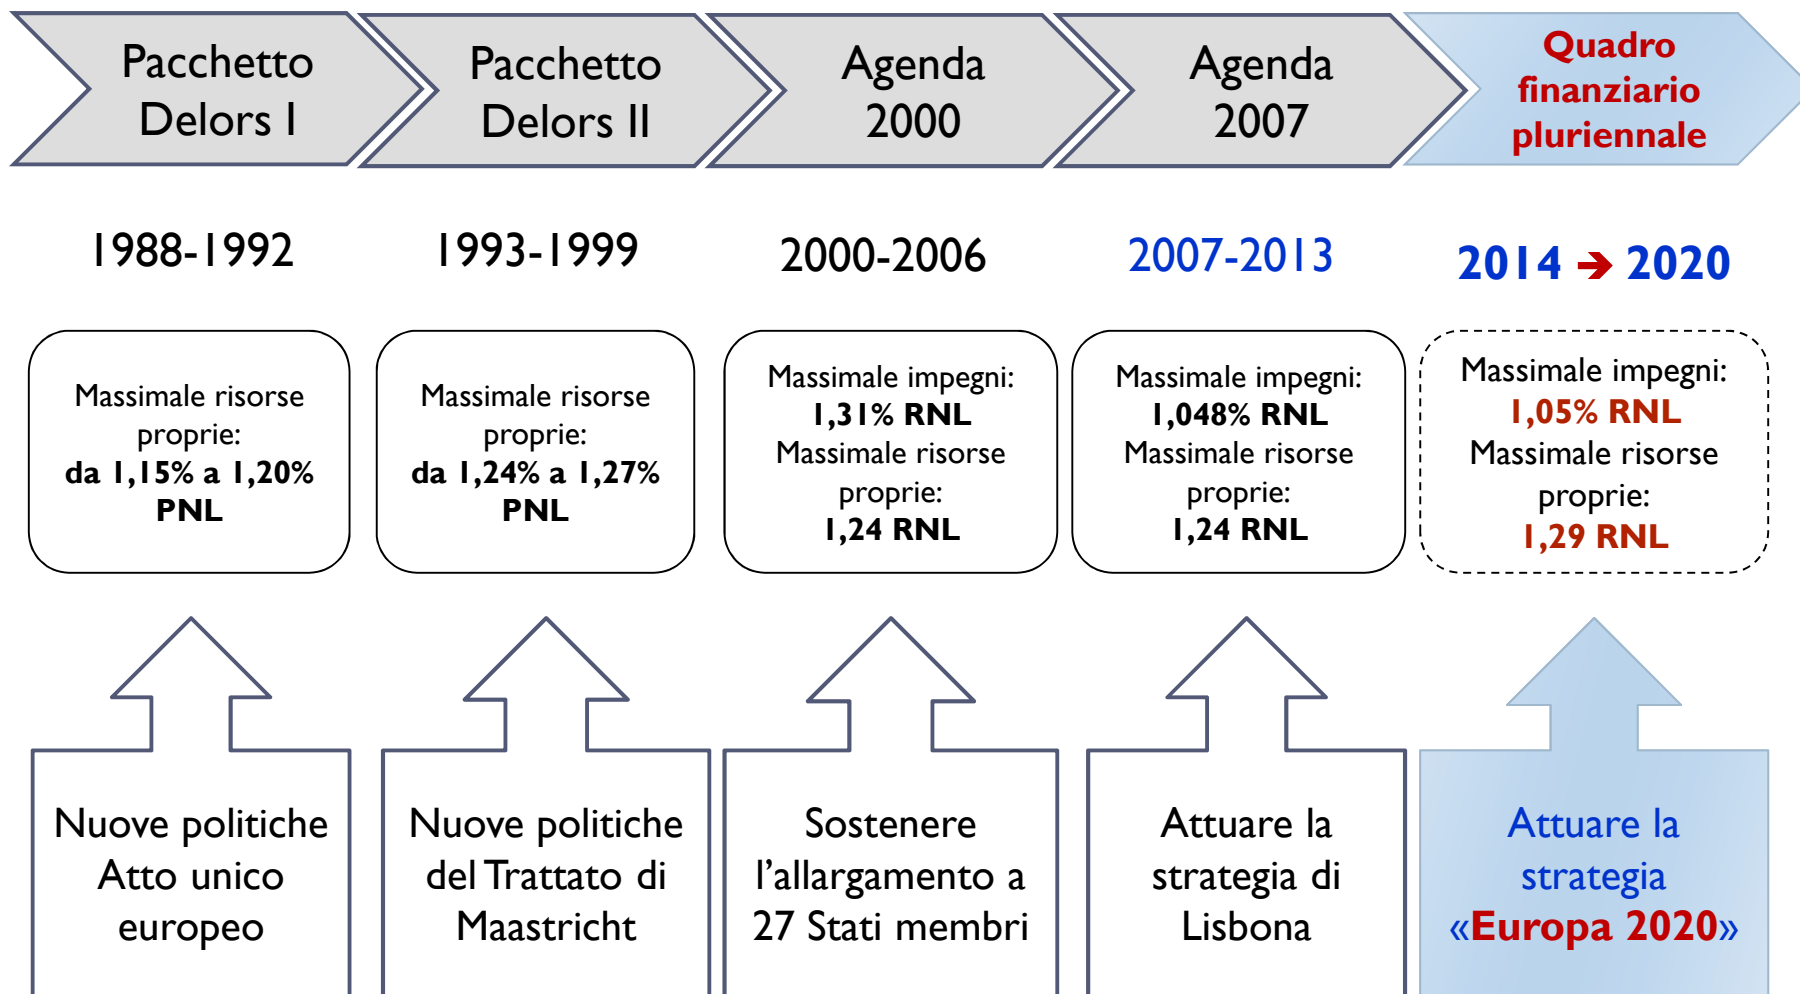 Pacchetto
Delors I
Pacchetto
Delors II
Agenda
2000
Agenda
2007
Quadro
finanziario
pluriennale
1988-1992
1993-1999
2000-2006
2007-2013
2014 ➔ 2020
Massimale risorse
proprie:
da 1,15% a 1,20%
PNL
Massimale risorse
proprie:
da 1,24% a 1,27%
PNL
Massimale impegni:
1,31% RNL
Massimale risorse
proprie:
1,24 RNL
Massimale impegni:
1,048% RNL
Massimale risorse
proprie:
1,24 RNL
Massimale impegni:
1,05% RNL
Massimale risorse
proprie:
1,29 RNL
Nuove politiche
Atto unico
europeo
Nuove politiche
del Trattato di
Maastricht
Sostenere
l’allargamento a
27 Stati membri
Attuare la
strategia di
Lisbona
Attuare la
strategia
«Europa 2020»